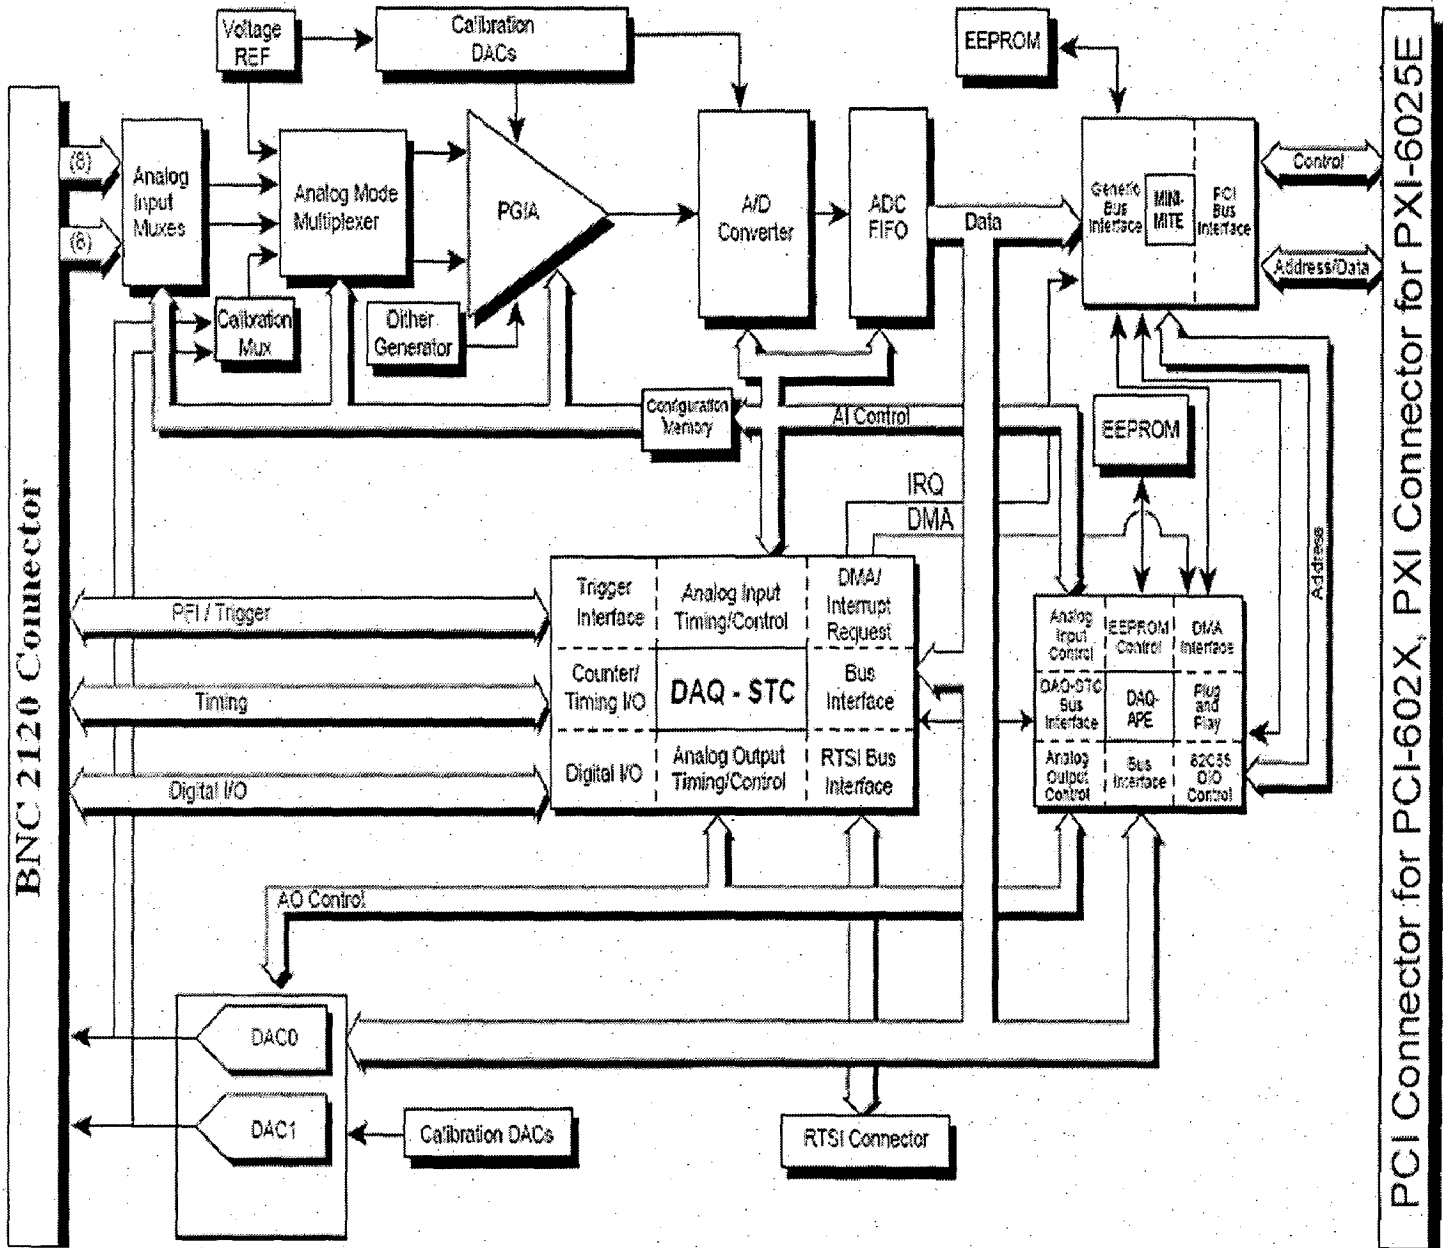 Voltage
REF
Calibration
DACs
EEPROM
(8)
(8)
Analog
Input
Muxes
Analog Mode
Multiplexer
PGIA
A/D
Converter
ADC
FIFO
Data
Generic
Bus
Interface
MINI-
MITE
PCI
Bus
Interface
Control
Address/Data
Calibration
Mux
Dither
Generator
Configuration
Memory
AI Control
EEPROM
IRQ
DMA
Address
BNC 2120 Connector
PFI / Trigger
Timing
Digital I/O
Trigger
Interface
Analog Input
Timing/Control
DMA/
Interrupt
Request
Counter/
Timing I/O
DAQ - STC
Bus
Interface
Digital I/O
Analog Output
Timing/Control
RTSI Bus
Interface
Analog
Input
Control
EEPROM
Control
DMA
Interface
DAQ-STC
Bus
Interface
DAQ-
APE
Plug
and
Play
Analog
Output
Control
Bus
Interface
82C55
DIO
Control
AO Control
DAC0
DAC1
Calibration DACs
RTSI Connector
PCI Connector for PCI-602X, PXI Connector for PXI-6025E